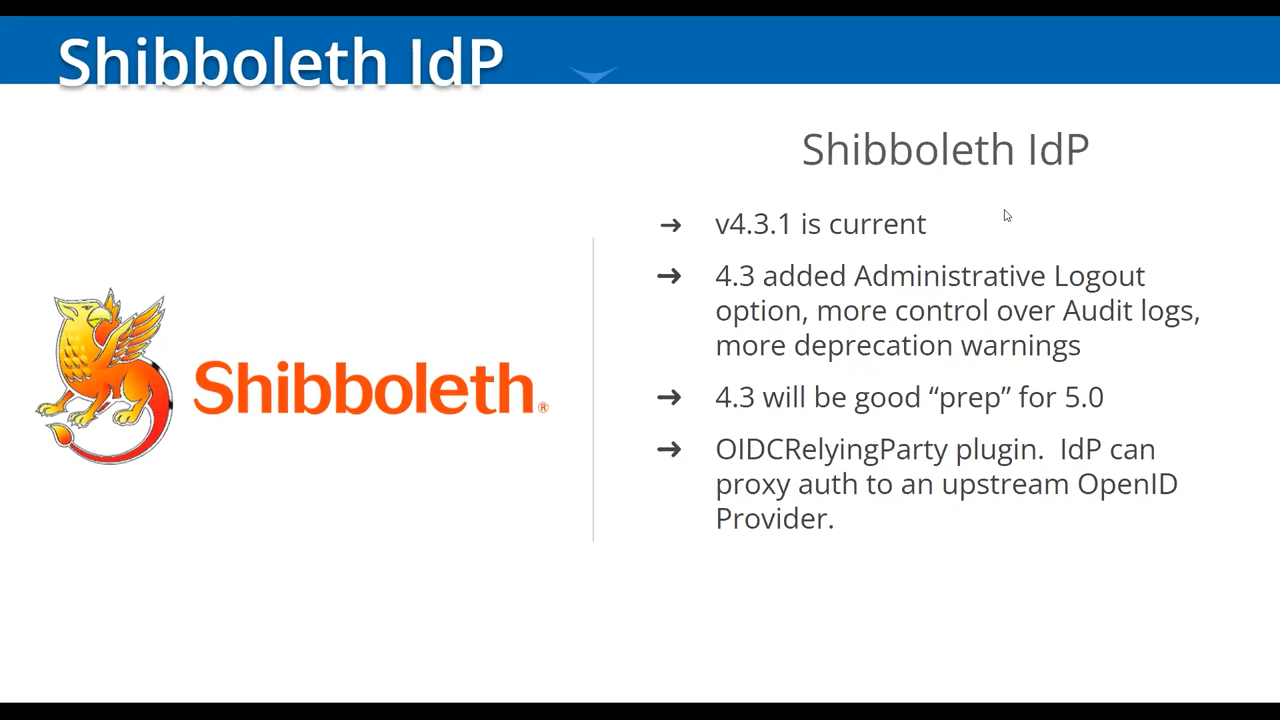 Shibboleth IdP
Shibboleth IdP
→ v4.3.1 is current
→ 4.3 added Administrative Logout
option, more control over Audit logs,
more deprecation warnings
→ 4.3 will be good “prep” for 5.0
→ OIDCRelyingParty plugin.  IdP can
proxy auth to an upstream OpenID
Provider.
Shibboleth®